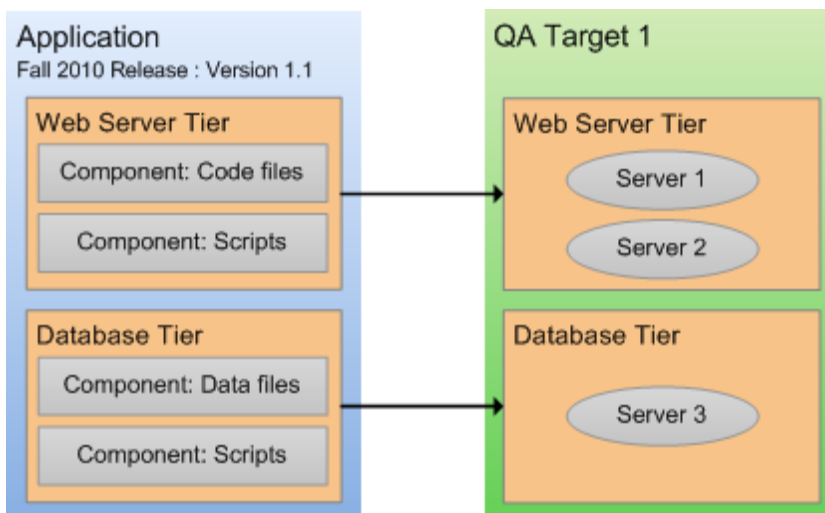 Application
Fall 2010 Release : Version 1.1
Web Server Tier
Component: Code files
Component: Scripts
Database Tier
Component: Data files
Component: Scripts
QA Target 1
Web Server Tier
Server 1
Server 2
Database Tier
Server 3